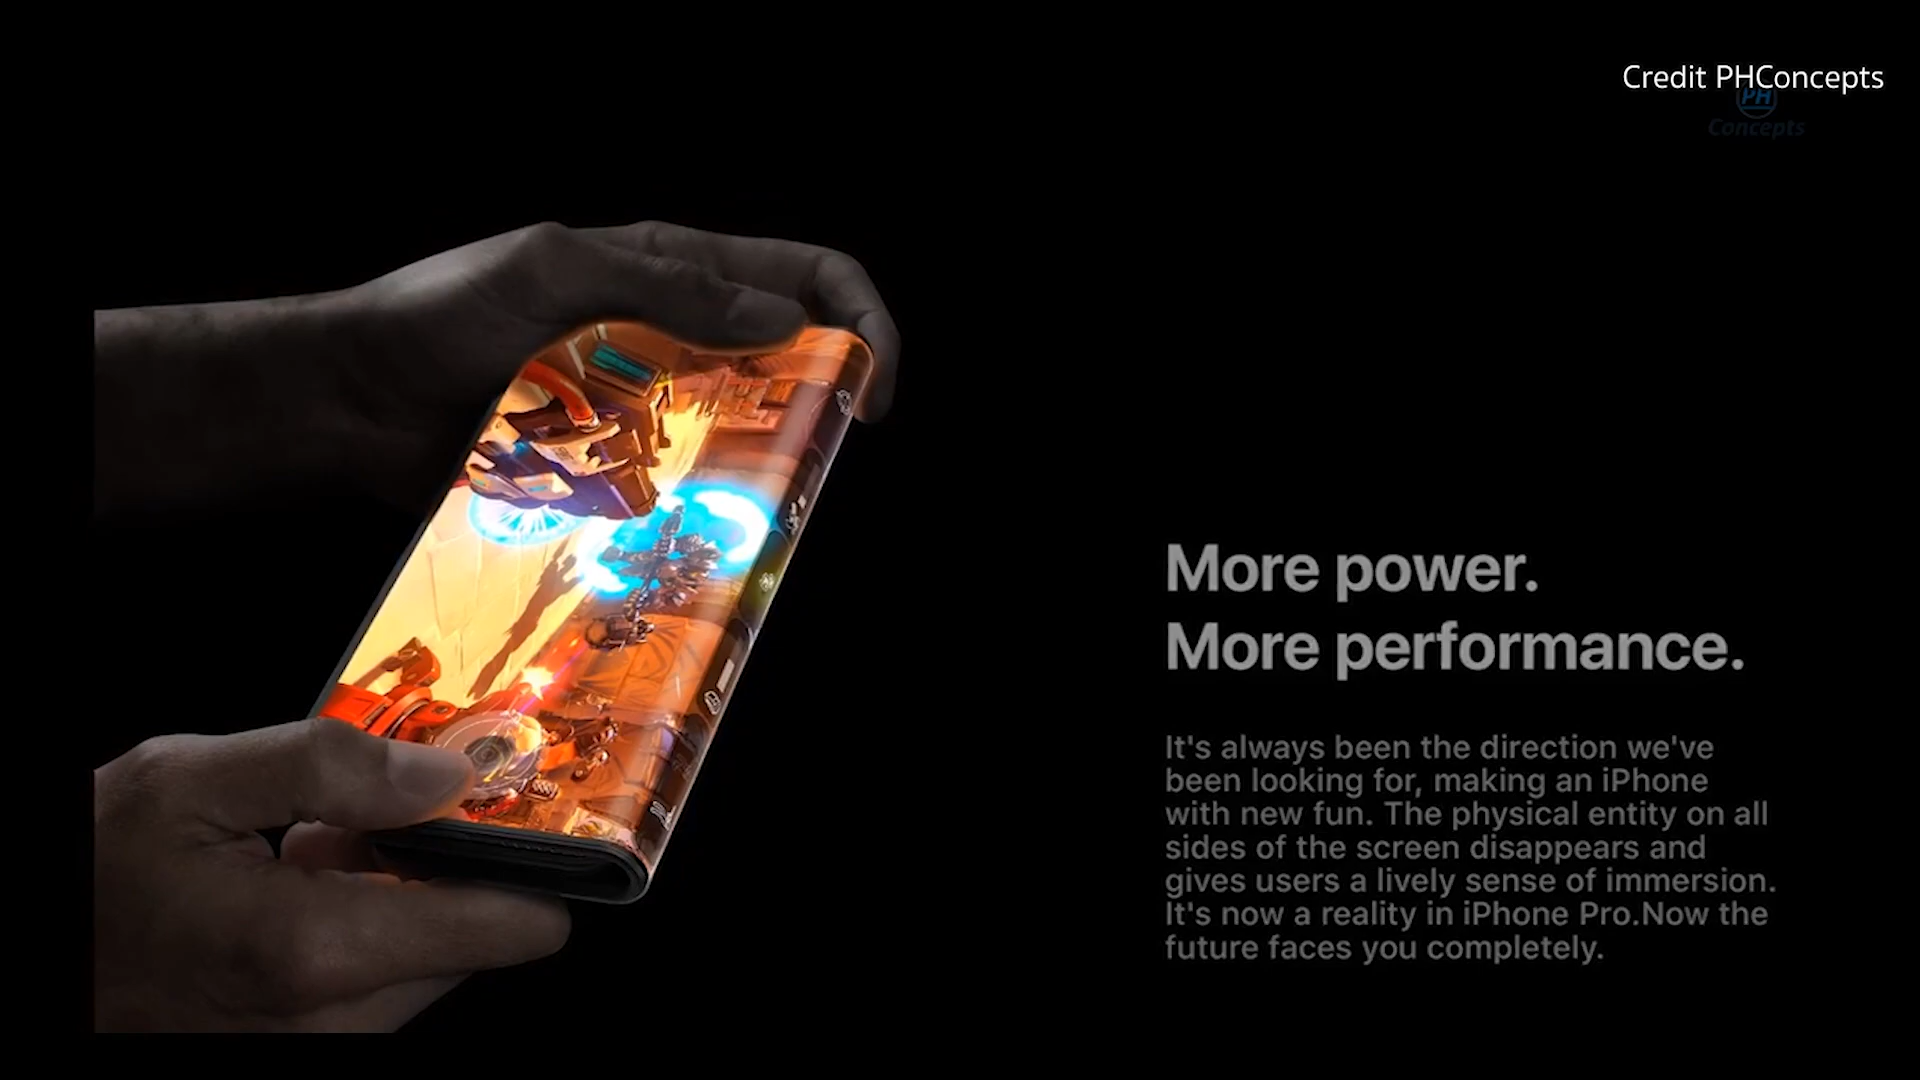 Credit PHConcepts
PH
Concepts
More power.
More performance.
It's always been the direction we've
been looking for, making an iPhone
with new fun. The physical entity on all
sides of the screen disappears and
gives users a lively sense of immersion.
It's now a reality in iPhone Pro.Now the
future faces you completely.